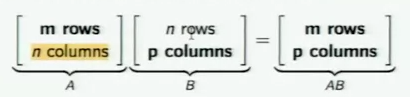 m rows n rows = m rows
n columns p columns p columns
A B AB